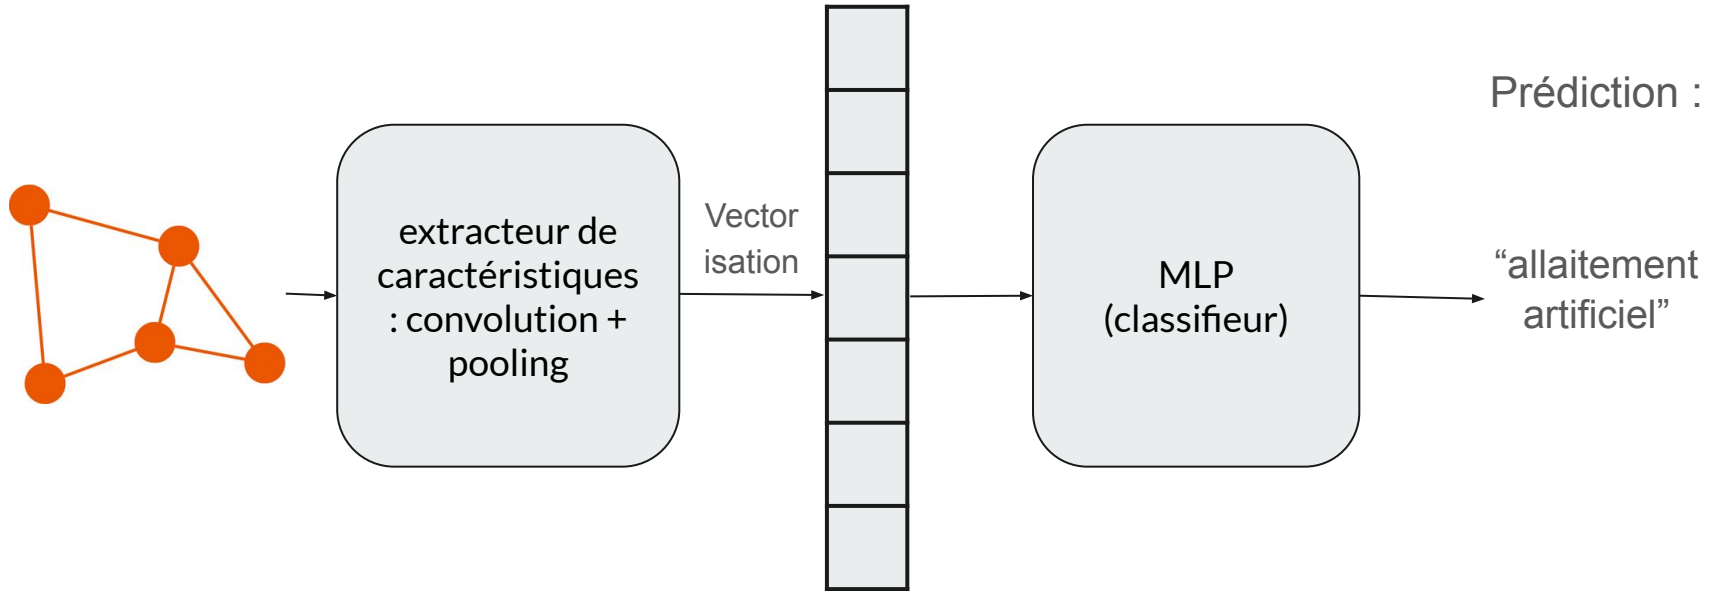 extracteur de
caractéristiques
: convolution +
pooling
Vector
isation
MLP
(classifieur)
Prédiction :
“allaitement
artificiel”